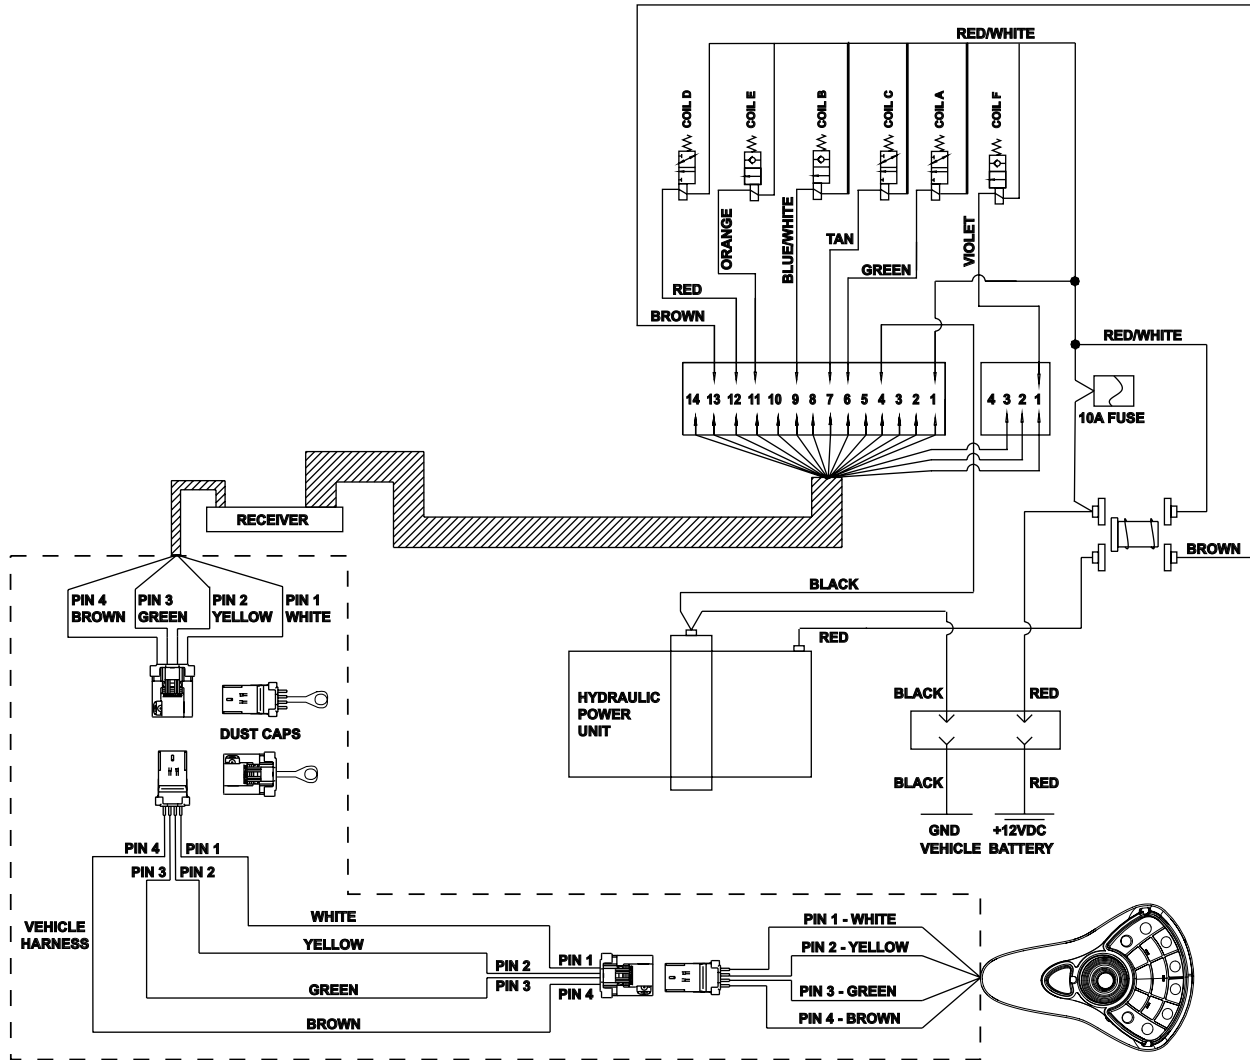 RED/WHITE
COIL D
COIL E
COIL B
COIL C
COIL A
COIL F
ORANGE
BLUE/WHITE
TAN
GREEN
VIOLET
RED
BROWN
RED/WHITE
14 13 12 11 10 9 8 7 6 5 4 3 2 1
4 3 2 1
10A FUSE
RECEIVER
BROWN
BLACK
RED
PIN 4
BROWN
PIN 3
GREEN
PIN 2
YELLOW
PIN 1
WHITE
HYDRAULIC
POWER
UNIT
BLACK
RED
DUST CAPS
BLACK
RED
GND
VEHICLE
+12VDC
BATTERY
PIN 4
PIN 1
PIN 3
PIN 2
VEHICLE
HARNESS
WHITE
YELLOW
GREEN
BROWN
PIN 1
PIN 2
PIN 3
PIN 4
PIN 1 - WHITE
PIN 2 - YELLOW
PIN 3 - GREEN
PIN 4 - BROWN